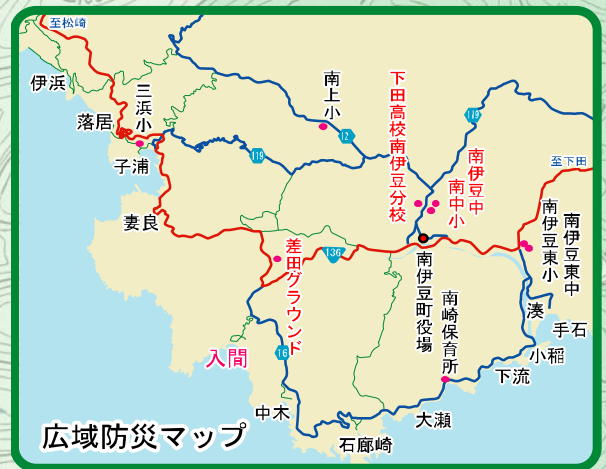 至松崎
伊浜
落居
三浜小
子浦
妻良
南上小
12
119
下田高校南伊豆分校
119
南伊豆中
南中小
至下田
南伊豆東中
南伊豆東小
差田グラウンド
136
南伊豆町役場
南崎保育所
湊
手石
小稲
下流
大瀬
石廊崎
16
入間
中木
広域防災マップ